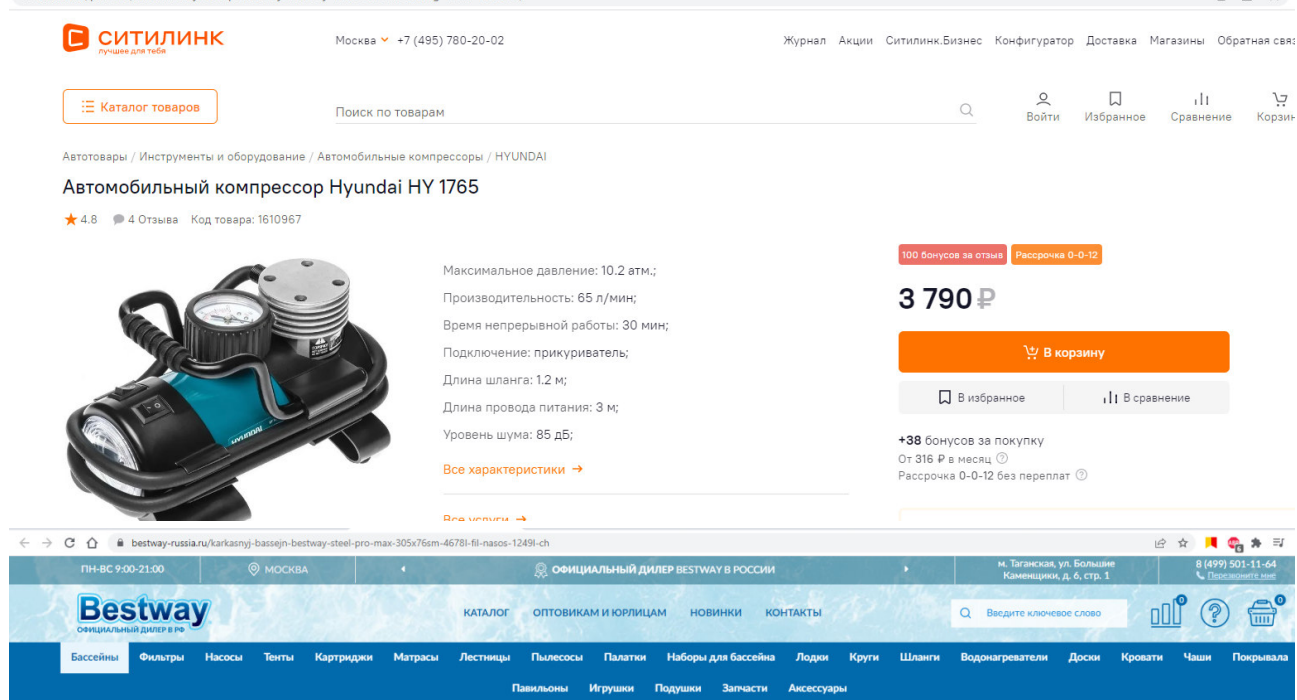 СИТИЛИНК
лучшее для тебя
Москва +7 (495) 780-20-02
Журнал Акции Ситилинк.Бизнес Конфигуратор Доставка Магазины Обратная связ
Каталог товаров
Поиск по товарам
Войти Избранное Сравнение Корзин
Автотовары / Инструменты и оборудование / Автомобильные компрессоры / HYUNDAI
Автомобильный компрессор Hyundai HY 1765
4.8 4 Отзыва Код товара: 1610967
HYUNDAI
Максимальное давление: 10.2 атм.;
Производительность: 65 л/мин;
Время непрерывной работы: 30 мин;
Подключение: прикуриватель;
Длина шланга: 1.2 м;
Длина провода питания: 3 м;
Уровень шума: 85 дБ;
Все характеристики →
Все услуги →
100 бонусов за отзыв Рассрочка 0-0-12
3 790 ₽
В корзину
В избранное В сравнение
+38 бонусов за покупку
От 316 ₽ в месяц
Рассрочка 0-0-12 без переплат
bestway-russia.ru/karkasnyj-bassejn-bestway-steel-pro-max-305x76sm-4678l-fil-nasos-1249l-ch
ПН-ВС 9:00-21:00 МОСКВА ОФИЦИАЛЬНЫЙ ДИЛЕР BESTWAY В РОССИИ м. Таганская, ул. Большие
Каменщики, д. 6, стр. 1
8 (499) 501-11-64
Перезвоните мне
Bestway
ОФИЦИАЛЬНЫЙ ДИЛЕР В РФ
КАТАЛОГ ОПТОВИКАМ И ЮРЛИЦАМ НОВИНКИ КОНТАКТЫ
Введите ключевое слово
0 0
Бассейны Фильтры Насосы Тенты Картриджи Матрасы Лестницы Пылесосы Палатки Наборы для бассейна Лодки Круги Шланги Водонагреватели Доски Кровати Чаши Покрывала
Павильоны Игрушки Подушки Запчасти Аксессуары